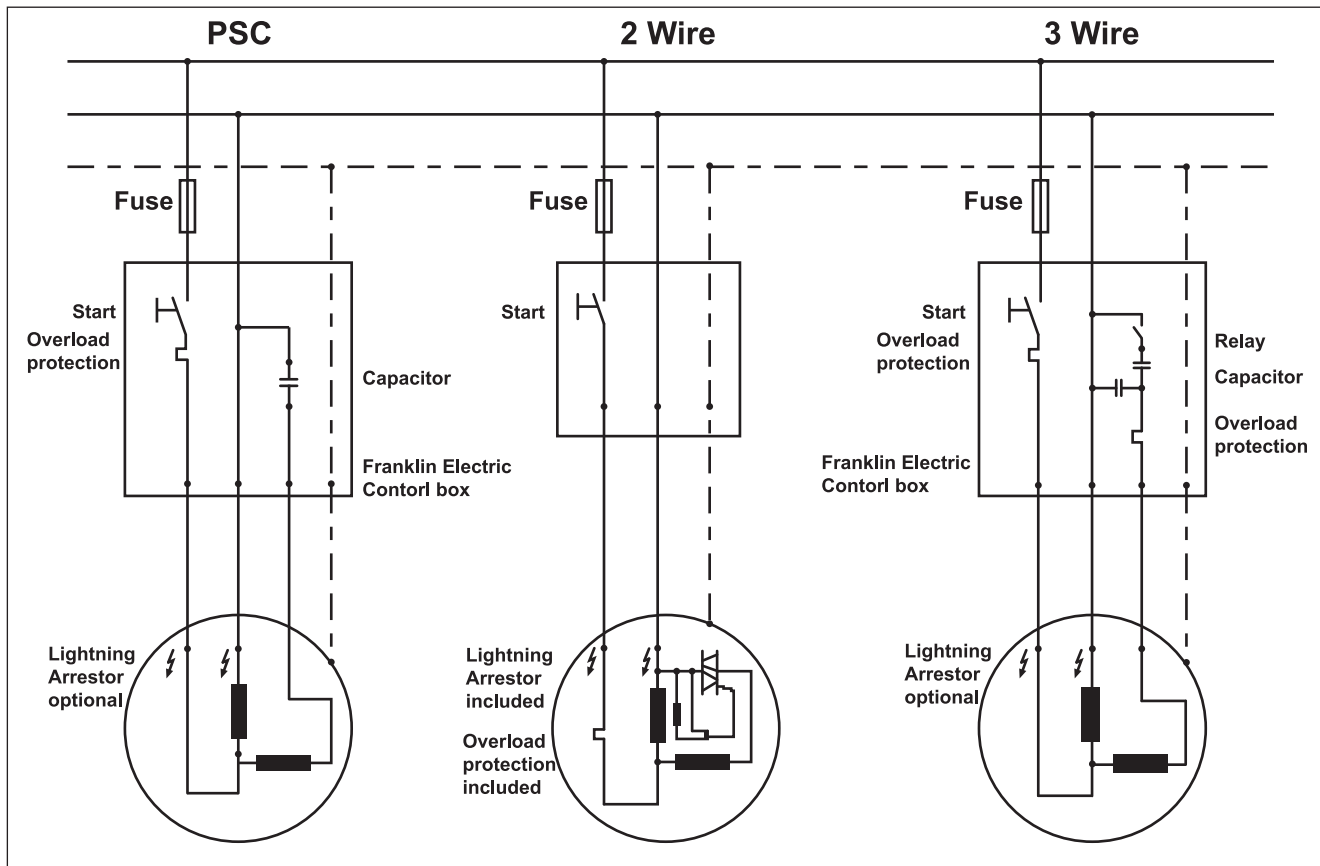 PSC
2 Wire
3 Wire
Fuse
Fuse
Fuse
Start
Overload
protection
Capacitor
Franklin Electric
Contorl box
Start
Start
Overload
protection
Relay
Capacitor
Overload
protection
Franklin Electric
Contorl box
Lightning
Arrestor
optional
Lightning
Arrestor
included
Overload
protection
included
Lightning
Arrestor
optional